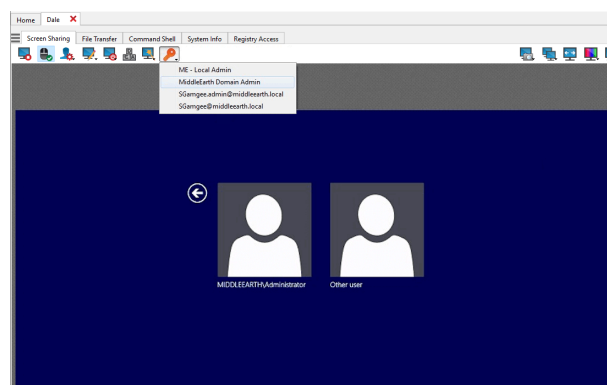 Home Dale
Screen Sharing File Transfer Command Shell System Info Registry Access
ME - Local Admin
MiddleEarth Domain Admin
SGamgee.admin@middleearth.local
SGamgee@middleearth.local
MIDDLEEARTH\Administrator Other user